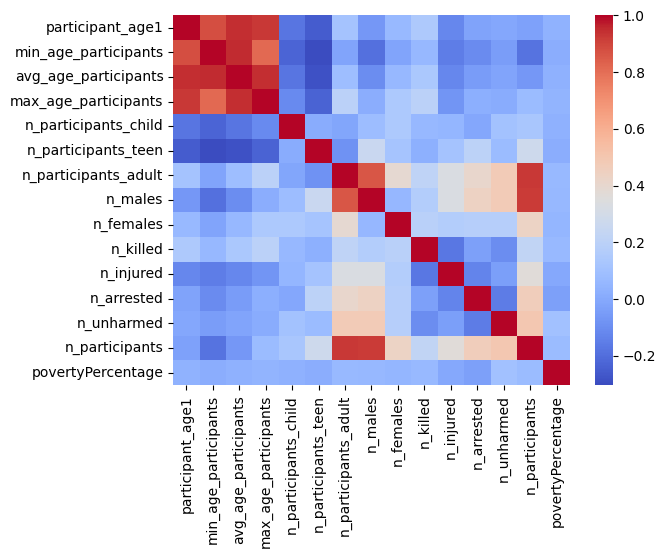 participant_age1
min_age_participants
avg_age_participants
max_age_participants
n_participants_child
n_participants_teen
n_participants_adult
n_males
n_females
n_killed
n_injured
n_arrested
n_unharmed
n_participants
povertyPercentage
participant_age1
min_age_participants
avg_age_participants
max_age_participants
n_participants_child
n_participants_teen
n_participants_adult
n_males
n_females
n_killed
n_injured
n_arrested
n_unharmed
n_participants
povertyPercentage
1.0
0.8
0.6
0.4
0.2
0.0
−0.2